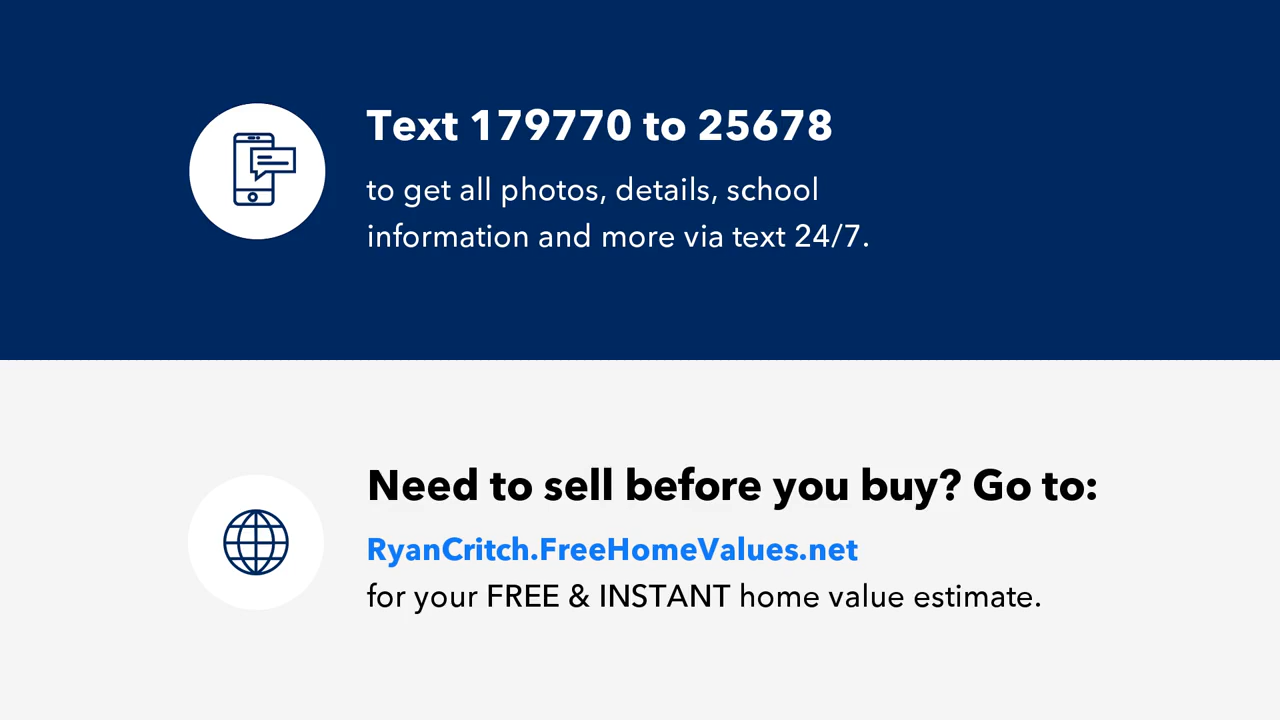 Text 179770 to 25678
to get all photos, details, school
information and more via text 24/7.
Need to sell before you buy? Go to:
RyanCritch.FreeHomeValues.net
for your FREE & INSTANT home value estimate.